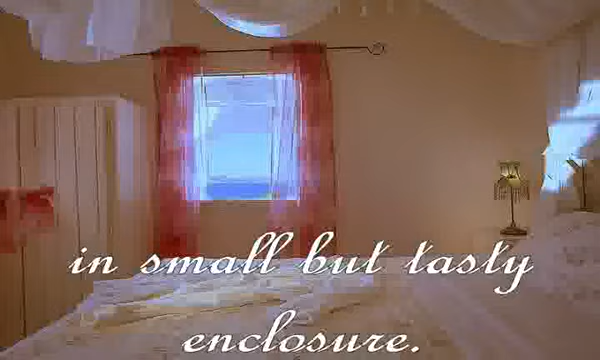 in small but tasty
enclosure.